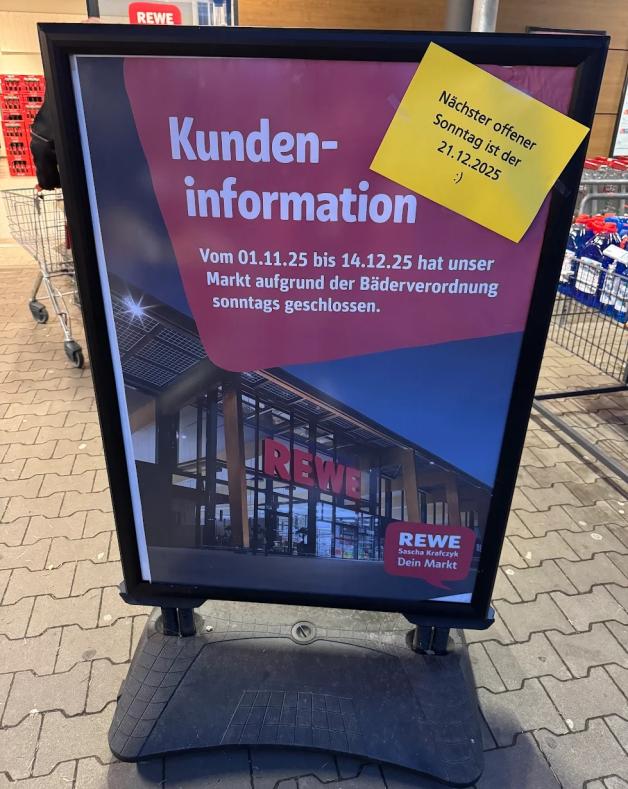 REWE
Nächster offener
Sonntag ist der
21.12.2025
:)
Kunden-
information
Vom 01.11.25 bis 14.12.25 hat unser
Markt aufgrund der Bäderverordnung
sonntags geschlossen.
REWE
REWE
Sascha Krafczyk
Dein Markt